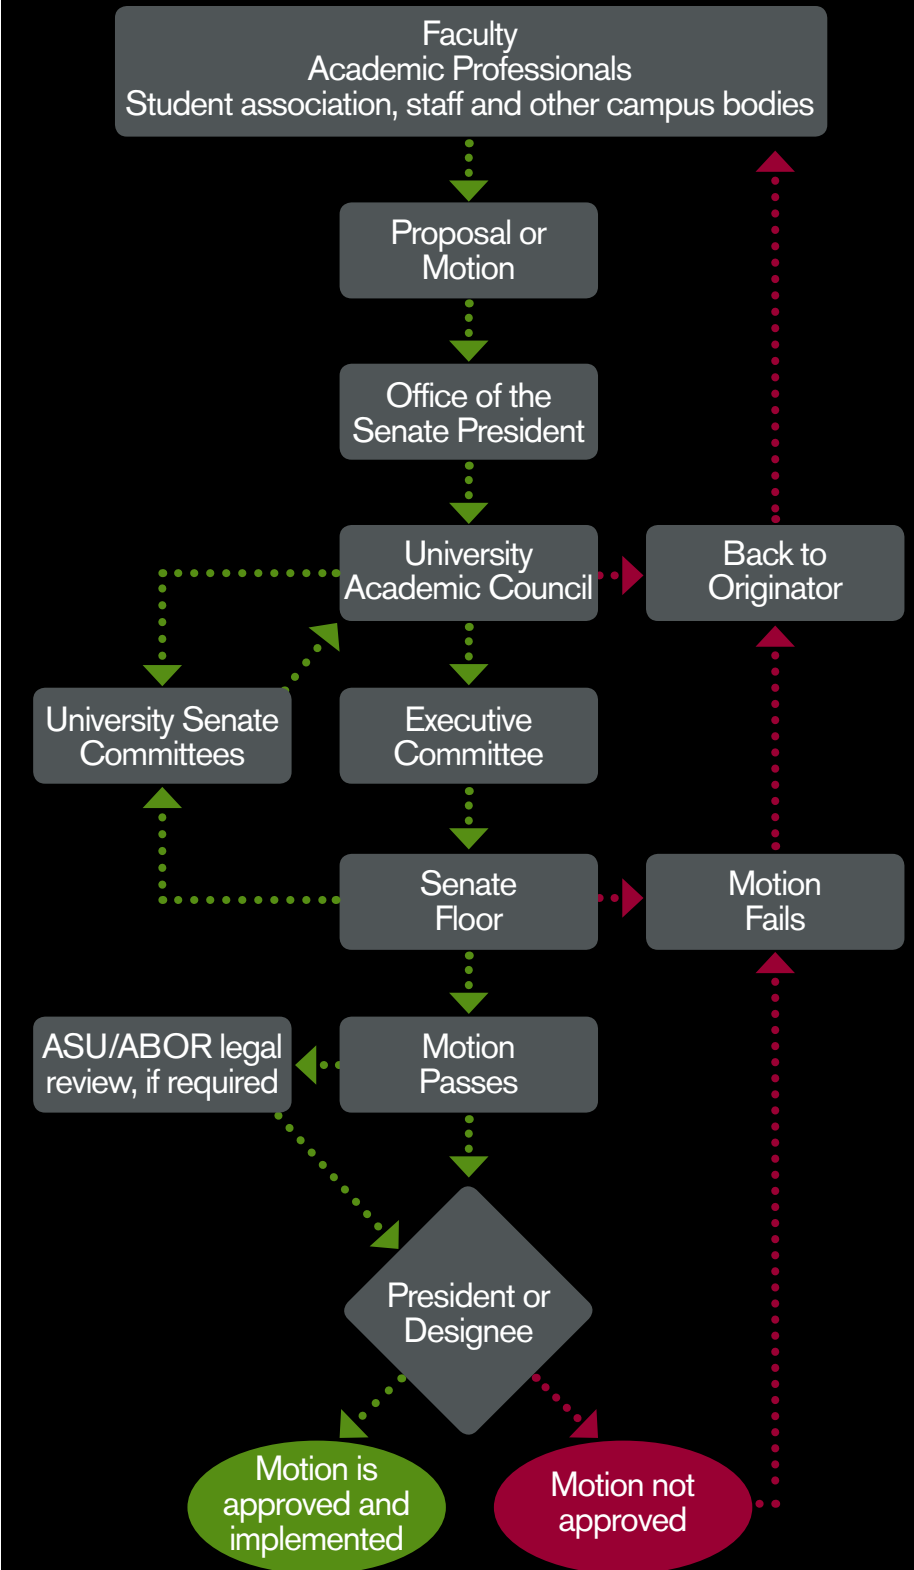 Faculty
Academic Professionals
Student association, staff and other campus bodies
Proposal or
Motion
Office of the
Senate President
University
Academic Council
Back to
Originator
University Senate
Committees
Executive
Committee
Senate
Floor
Motion
Fails
ASU/ABOR legal
review, if required
Motion
Passes
President or
Designee
Motion is
approved and
implemented
Motion not
approved